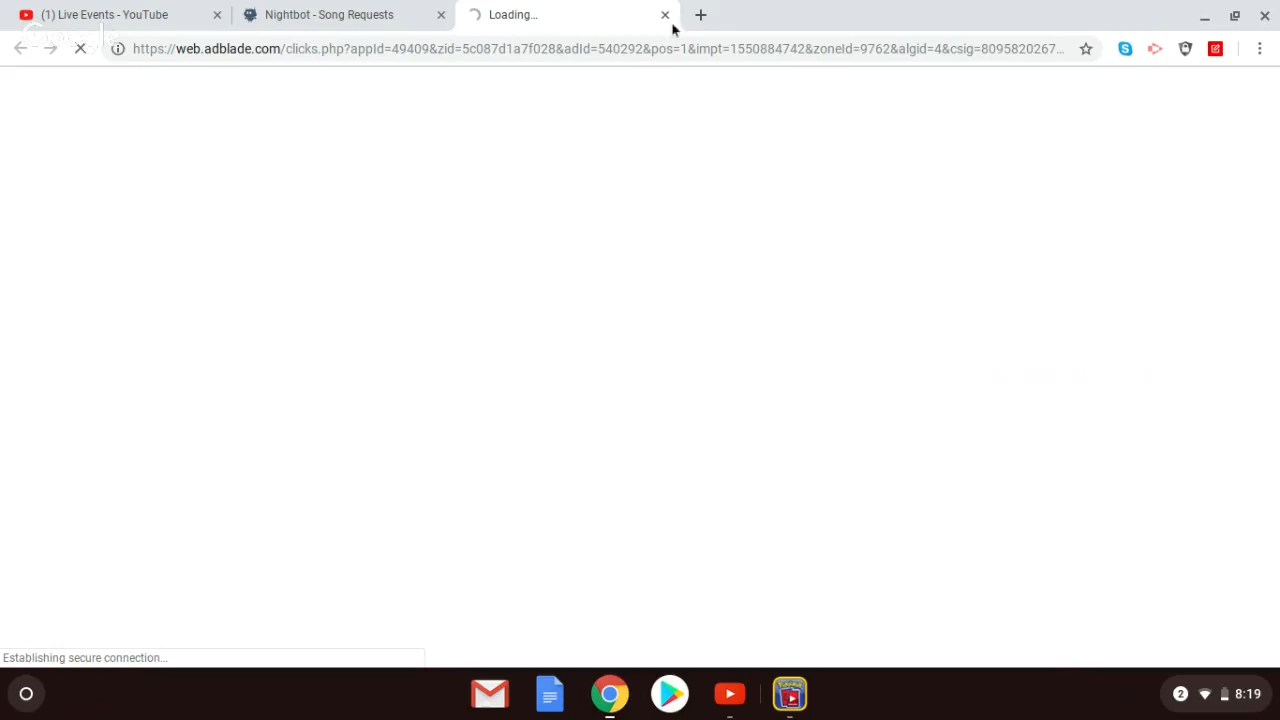 (1) Live Events - YouTube
Nightbot - Song Requests
Loading...
https://web.adblade.com/clicks.php?appId=49409&zid=5c087d1a7f028&adId=540292&pos=1&impt=1550884742&zoneId=9762&algid=4&csig=8095820267...
Google
Establishing secure connection...
2
8:19